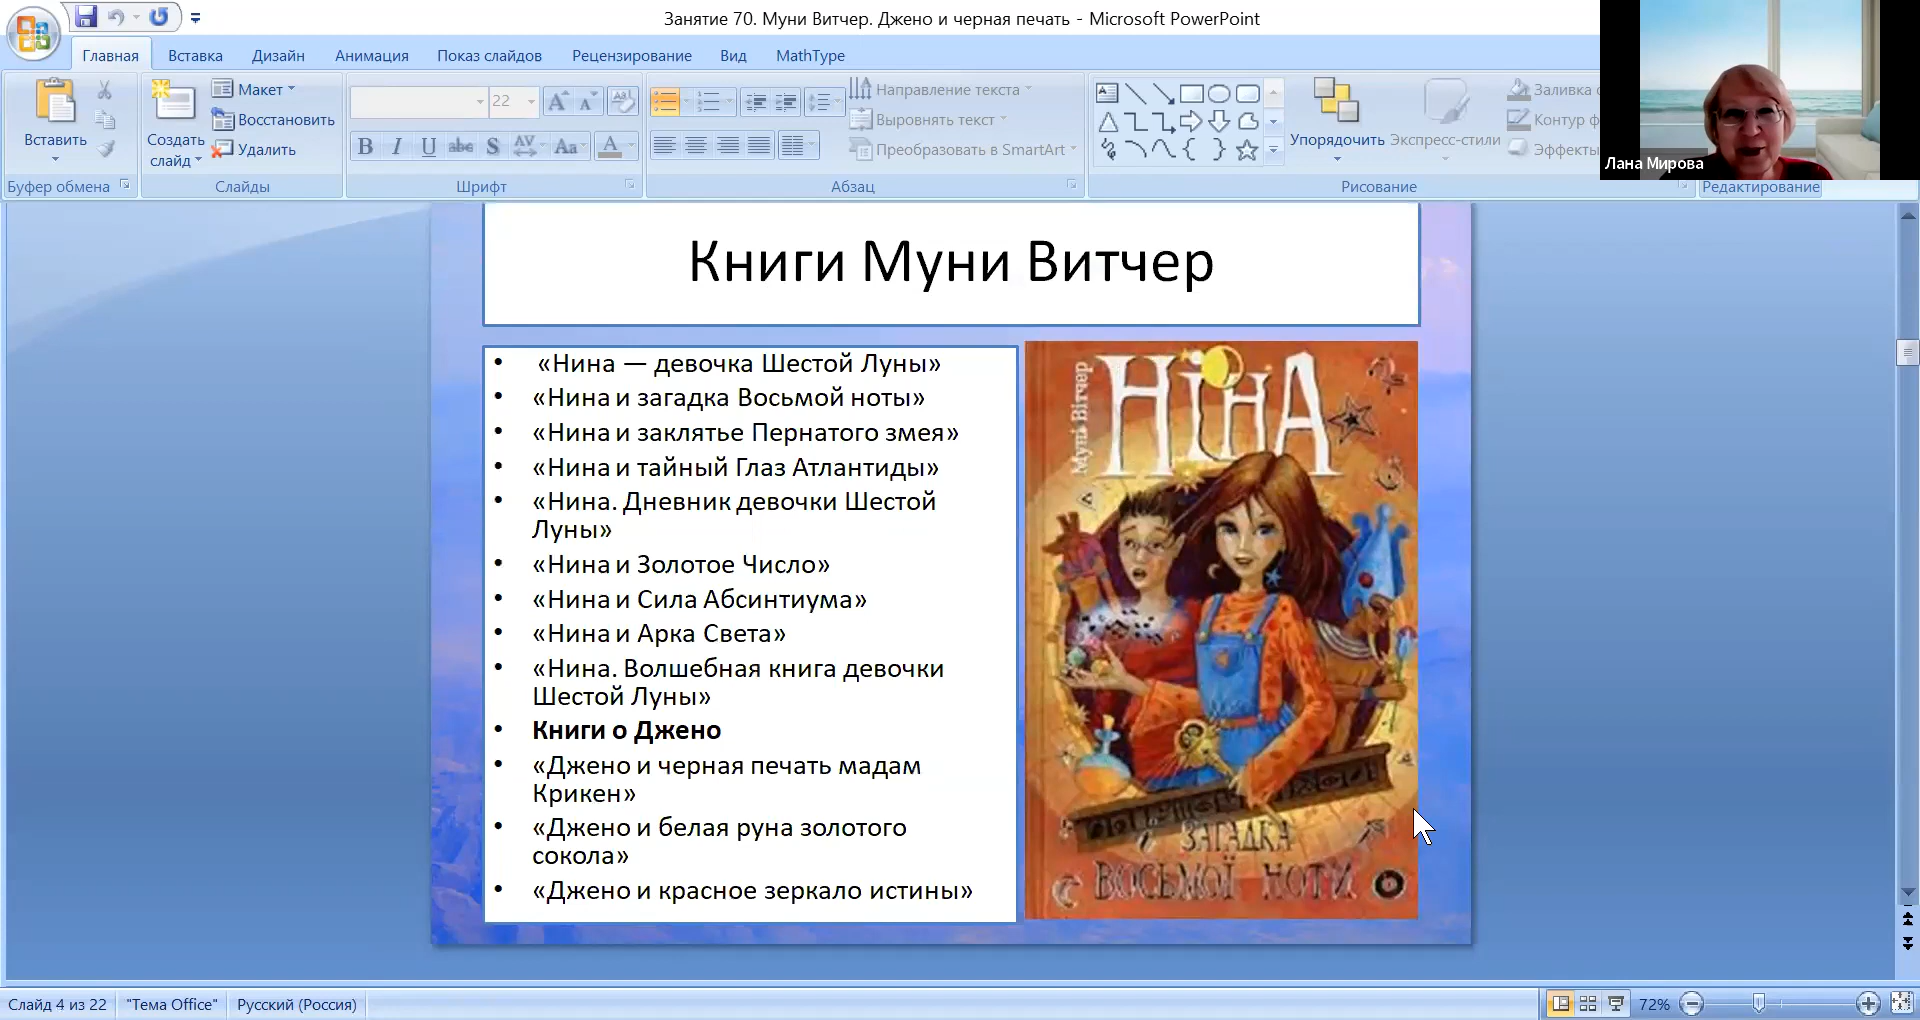 Занятие 70. Муни Витчер. Джено и черная печать - Microsoft PowerPoint
Главная
Вставка
Дизайн
Анимация
Показ слайдов
Рецензирование
Вид
MathType
Вставить
Буфер обмена
Создать
слайд
Макет
Восстановить
Удалить
Слайды
22
Шрифт
Направление текста
Выровнять текст
Преобразовать в SmartArt
Абзац
Упорядочить
Экспресс-стили
Заливка
Контур ф
Эффекты
Рисование
Редактирование
Лана Мирова
Книги Муни Витчер
• «Нина — девочка Шестой Луны»
• «Нина и загадка Восьмой ноты»
• «Нина и заклятье Пернатого змея»
• «Нина и тайный Глаз Атлантиды»
• «Нина. Дневник девочки Шестой
Луны»
• «Нина и Золотое Число»
• «Нина и Сила Абсинтиума»
• «Нина и Арка Света»
• «Нина. Волшебная книга девочки
Шестой Луны»
• Книги о Джено
• «Джено и черная печать мадам
Крикен»
• «Джено и белая руна золотого
сокола»
• «Джено и красное зеркало истины»
Муні Вітчер
НІНА
ЗАГАДКА
ВОСЬМОЇ НОТИ
Слайд 4 из 22
"Тема Office"
Русский (Россия)
72%